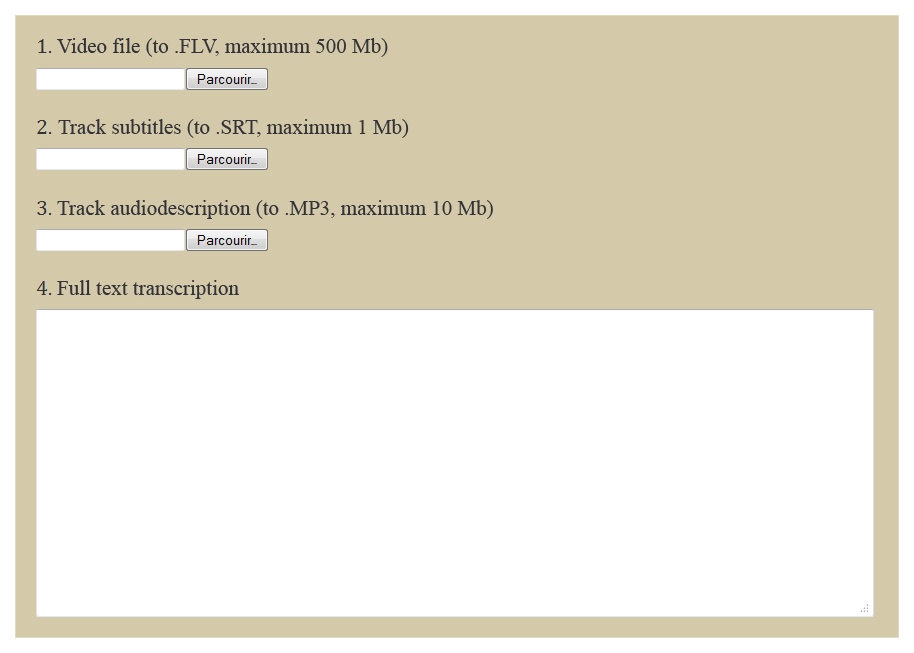 1. Video file (to .FLV, maximum 500 Mb)
Parcourir...
2. Track subtitles (to .SRT, maximum 1 Mb)
Parcourir...
3. Track audiodescription (to .MP3, maximum 10 Mb)
Parcourir...
4. Full text transcription